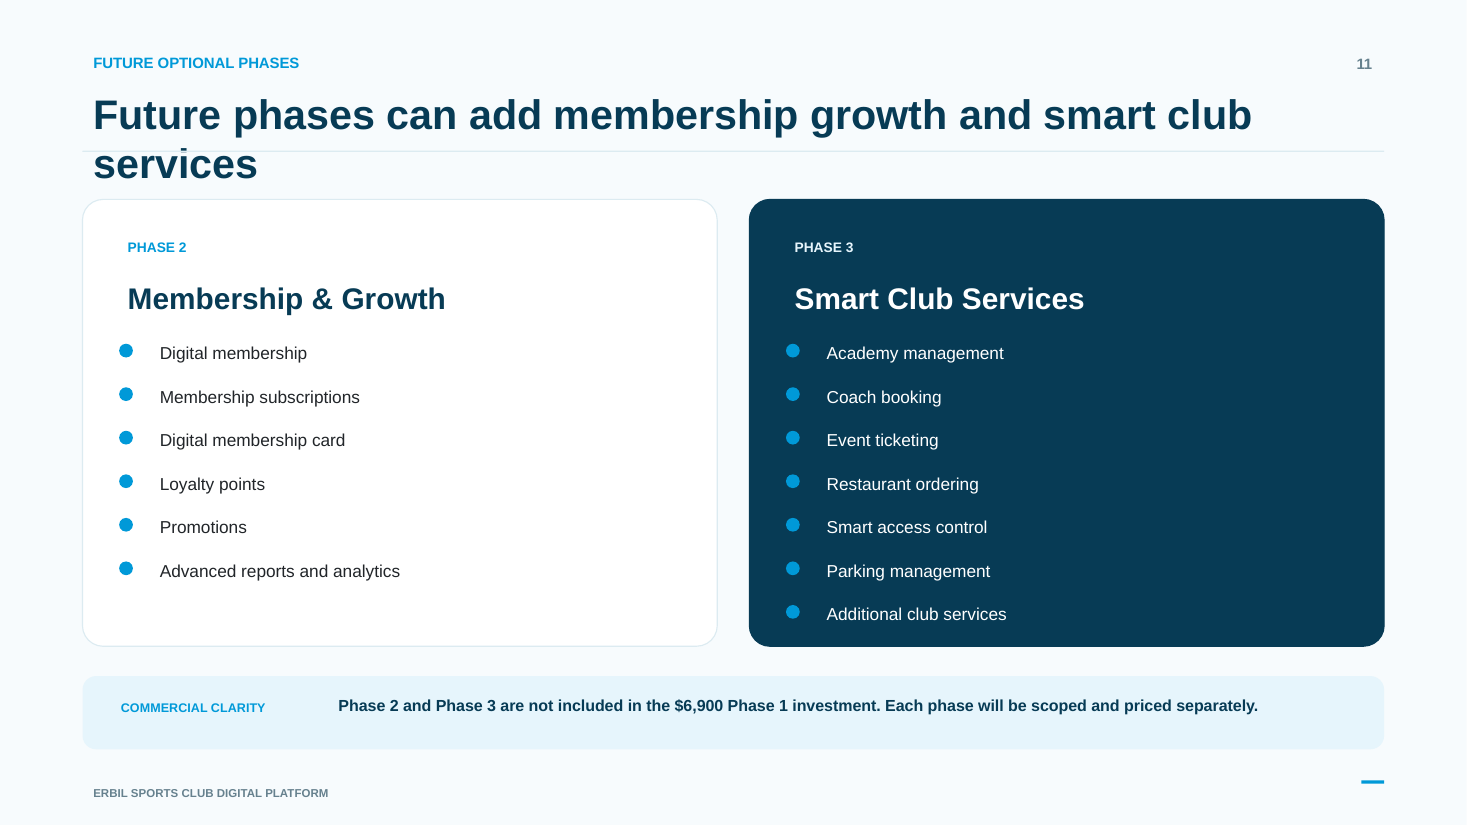 FUTURE OPTIONAL PHASES
11
Future phases can add membership growth and smart club
services
PHASE 2
Membership & Growth
Digital membership
Membership subscriptions
Digital membership card
Loyalty points
Promotions
Advanced reports and analytics
PHASE 3
Smart Club Services
Academy management
Coach booking
Event ticketing
Restaurant ordering
Smart access control
Parking management
Additional club services
COMMERCIAL CLARITY
Phase 2 and Phase 3 are not included in the $6,900 Phase 1 investment. Each phase will be scoped and priced separately.
ERBIL SPORTS CLUB DIGITAL PLATFORM